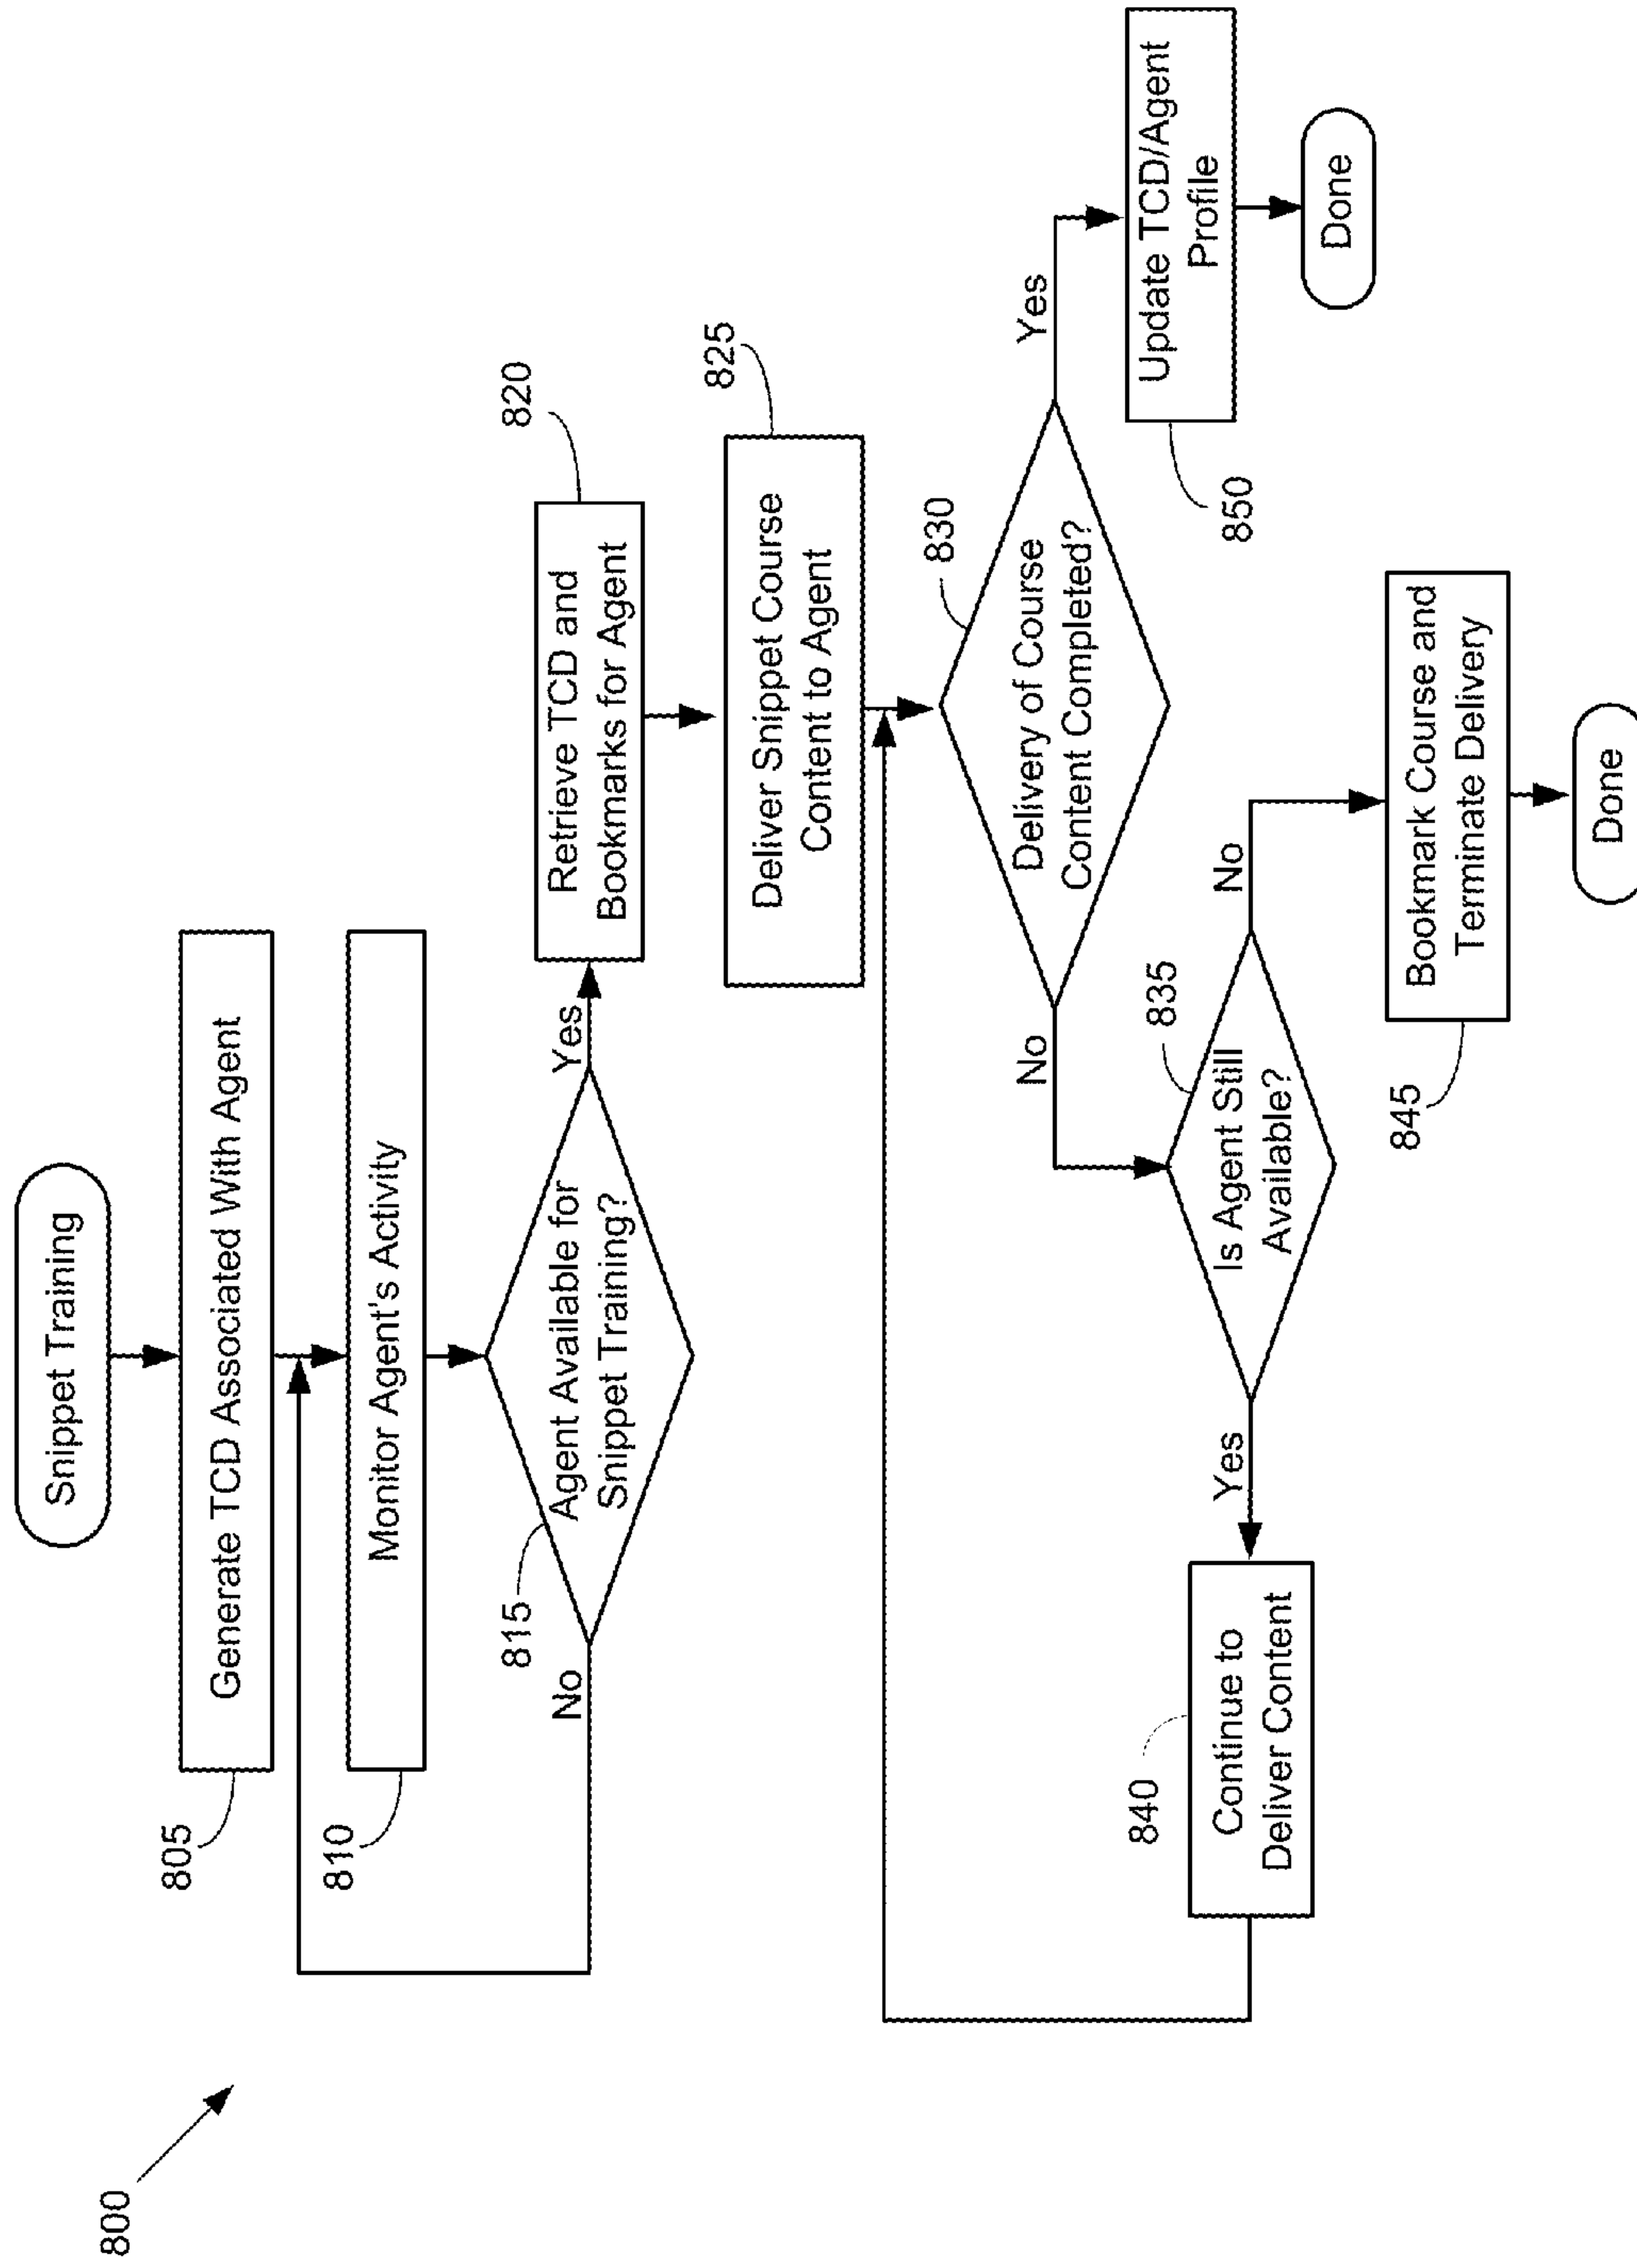 800
Snippet Training
805
Generate TCD Associated With Agent
810
Monitor Agent's Activity
815
Agent Available for
Snippet Training?
No
Yes
820
Retrieve TCD and
Bookmarks for Agent
825
Deliver Snippet Course
Content to Agent
830
Delivery of Course
Content Completed?
No
Yes
835
Is Agent Still
Available?
Yes
No
840
Continue to
Deliver Content
845
Bookmark Course and
Terminate Delivery
Done
850
Update TCD/Agent
Profile
Done